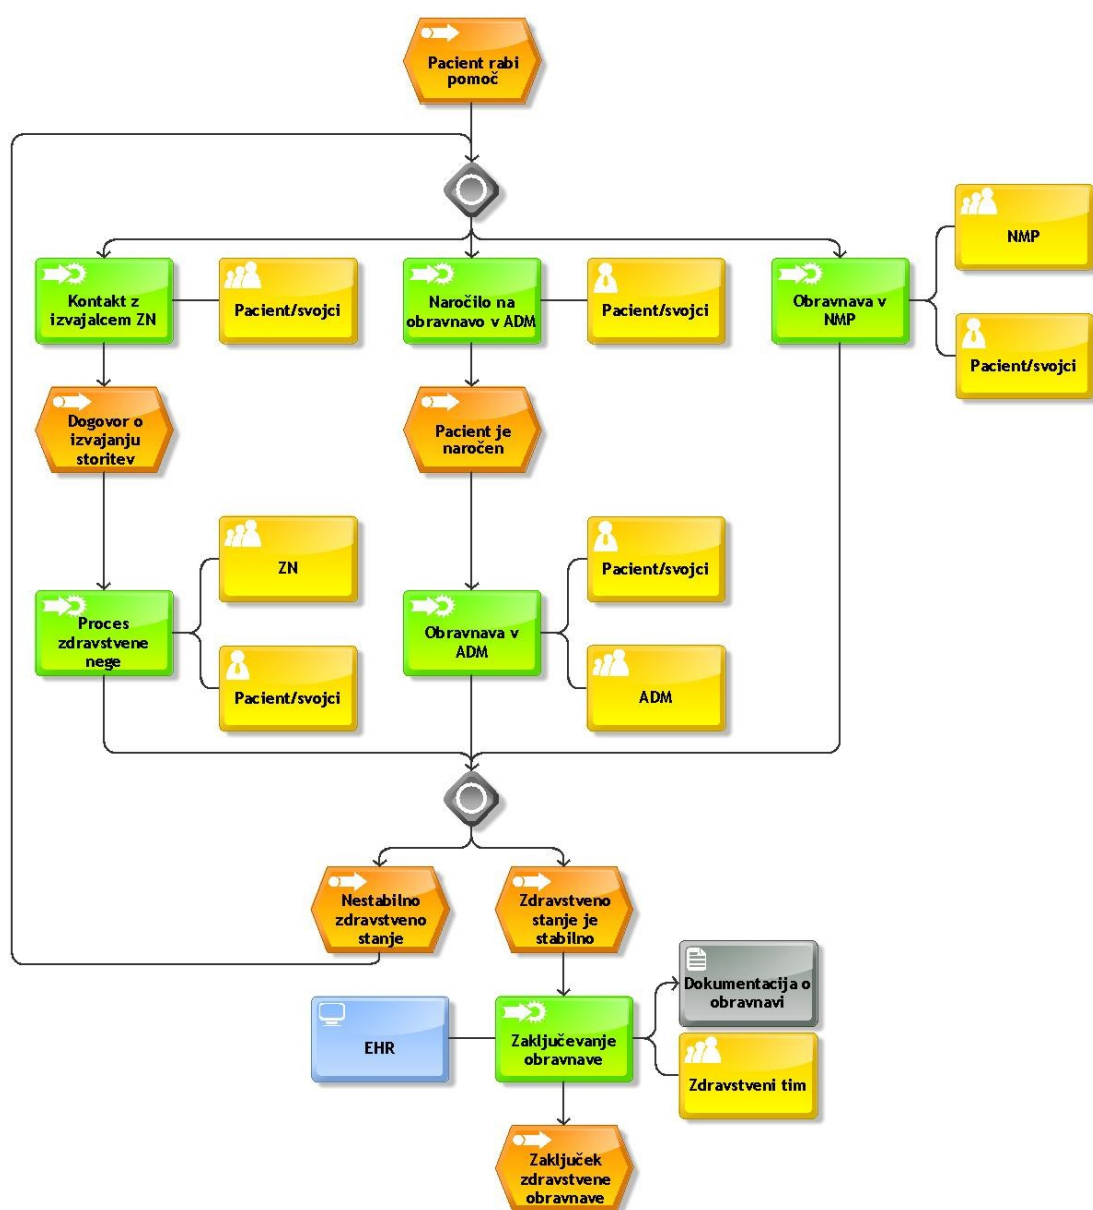 Pacient rabi
pomoč
NMP
Kontakt z
izvajalcem ZN
Pacient/svojci
Naročilo na
obravnavo v ADM
Pacient/svojci
Obravnava v
NMP
Pacient/svojci
Dogovor o
izvajanju
storitev
Pacient je
naročen
ZN
Pacient/svojci
Proces
zdravstvene
nege
Obravnava v
ADM
Pacient/svojci
ADM
Nestabilno
zdravstveno
stanje
Zdravstveno
stanje je
stabilno
Dokumentacija o
obravnavi
EHR
Zaključevanje
obravnave
Zdravstveni tim
Zaključek
zdravstvene
obravnave